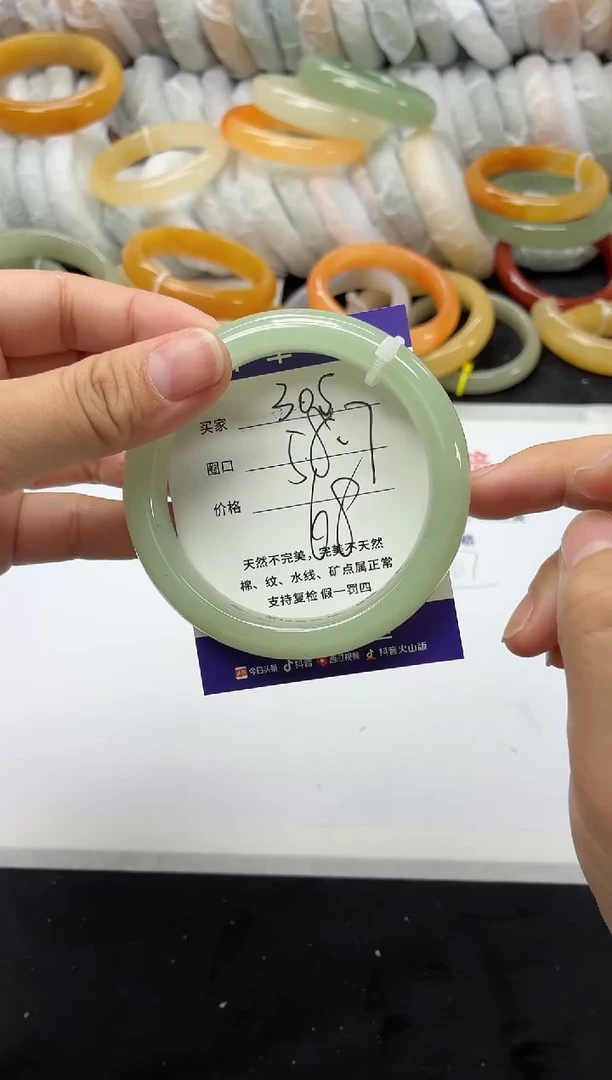 买家 305
圈口 58.7
价格 68
天然不完美，完美不天然
棉、纹、水线、矿点属正常
支持复检 假一罚四
今日头条 抖音 西瓜视频 抖音火山版